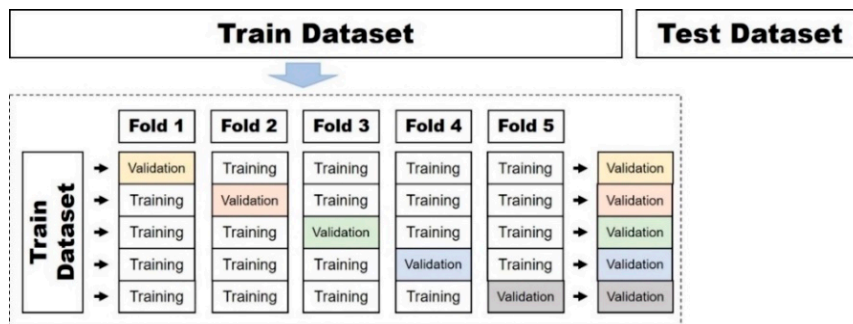 Train Dataset Test Dataset
Fold 1 Fold 2 Fold 3 Fold 4 Fold 5
Train Dataset
Validation Training Training Training Training Validation
Training Validation Training Training Training Validation
Training Training Validation Training Training Validation
Training Training Training Validation Training Validation
Training Training Training Training Validation Validation